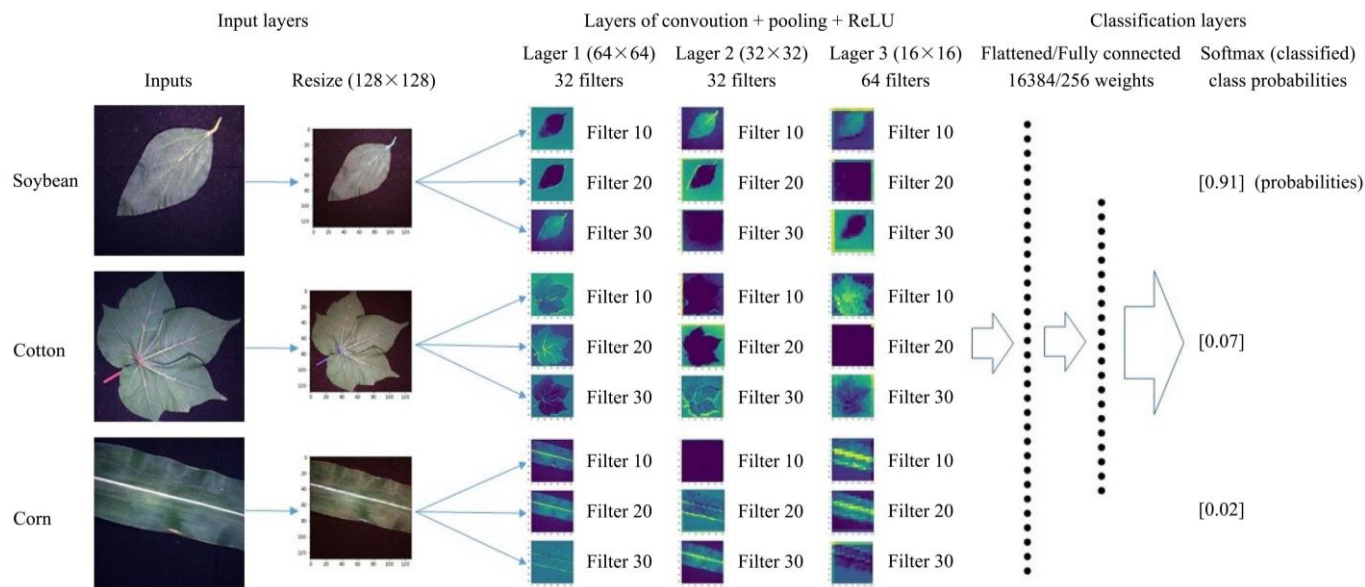 Input layers
Layers of convoution + pooling + ReLU
Classification layers
Inputs
Resize (128×128)
Lager 1 (64×64)
32 filters
Lager 2 (32×32)
32 filters
Lager 3 (16×16)
64 filters
Flattened/Fully connected
16384/256 weights
Softmax (classified)
class probabilities
Soybean
Filter 10
Filter 10
Filter 10
Filter 20
Filter 20
Filter 20
Filter 30
Filter 30
Filter 30
[0.91] (probabilities)
Cotton
Filter 10
Filter 10
Filter 10
Filter 20
Filter 20
Filter 20
Filter 30
Filter 30
Filter 30
[0.07]
Corn
Filter 10
Filter 10
Filter 10
Filter 20
Filter 20
Filter 20
Filter 30
Filter 30
Filter 30
[0.02]